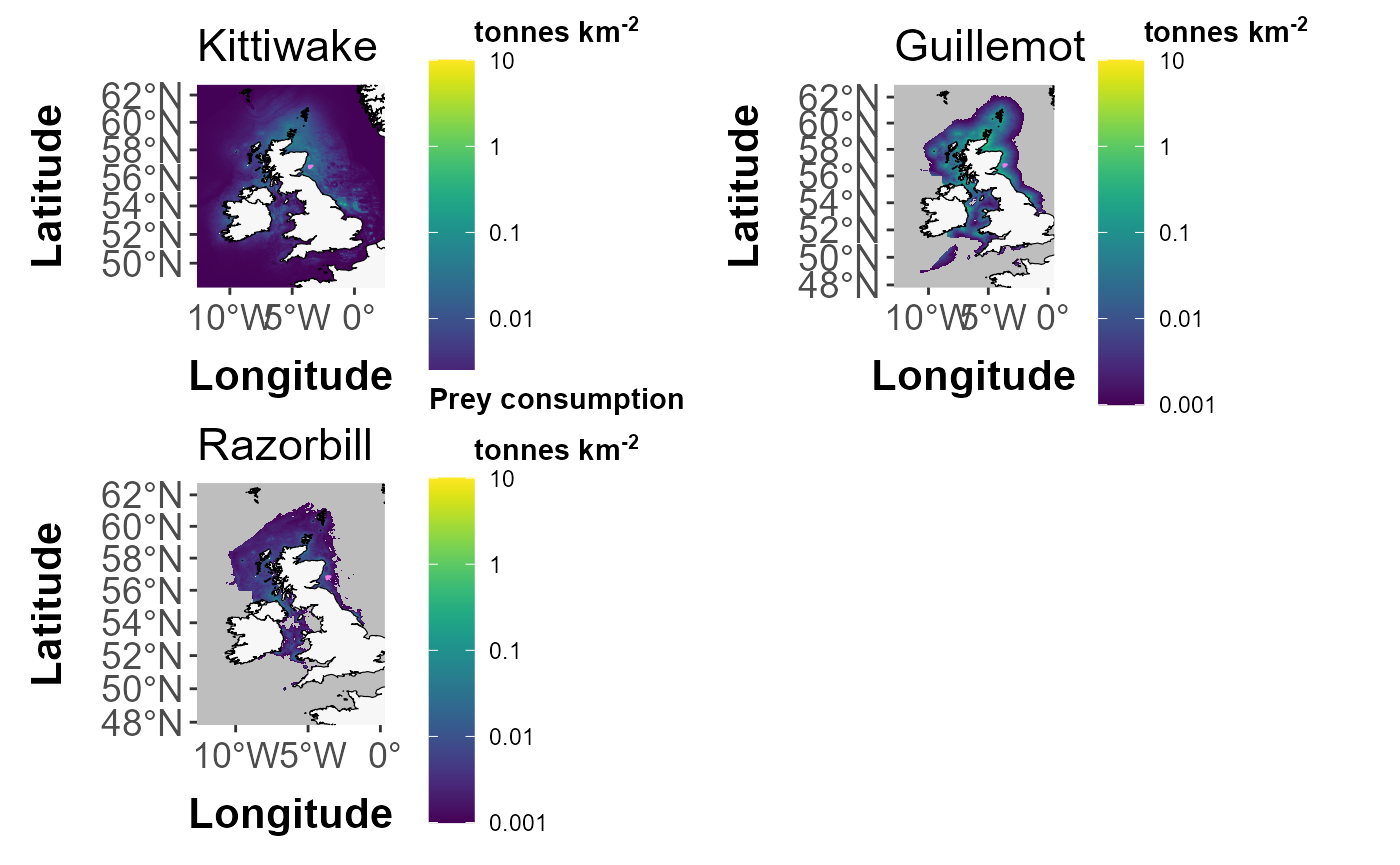 Kittiwake
tonnes km-2
62°N
60°N
58°N
56°N
54°N
52°N
50°N
Latitude
10°W 5°W 0°
Longitude
10
1
0.1
0.01
Guillemot
tonnes km-2
62°N
60°N
58°N
56°N
54°N
52°N
50°N
48°N
Latitude
10°W 5°W 0°
Longitude
10
1
0.1
0.01
0.001
Prey consumption
Razorbill
tonnes km-2
62°N
60°N
58°N
56°N
54°N
52°N
50°N
48°N
Latitude
10°W 5°W 0°
Longitude
10
1
0.1
0.01
0.001